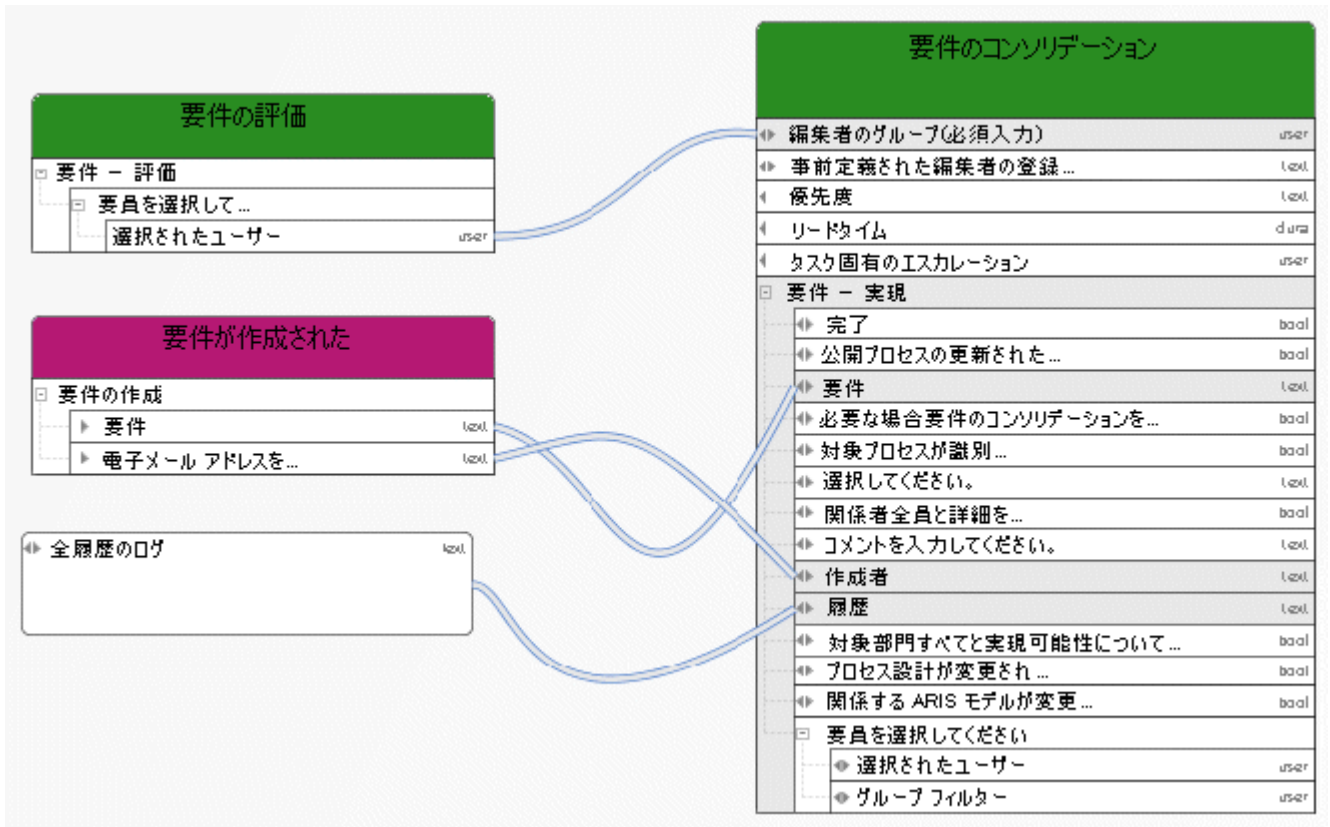 要件の評価
要件 － 評価
要員を選択して...
選択されたユーザー user
要件が作成された
要件の作成
要件 text
電子メール アドレスを... text
全履歴のログ text
要件のコンソリデーション
編集者のグループ(必須入力) user
事前定義された編集者の登録... text
優先度 text
リードタイム dura
タスク固有のエスカレーション user
要件 － 実現
完了 bool
公開プロセスの更新された... bool
要件 text
必要な場合要件のコンソリデーションを... bool
対象プロセスが識別... bool
選択してください。 text
関係者全員と詳細を... bool
コメントを入力してください。 text
作成者 text
履歴 text
対象部門すべてと実現可能性について... bool
プロセス設計が変更され ... bool
関係する ARIS モデルが変更 ... bool
要員を選択してください
選択されたユーザー user
グループ フィルター user